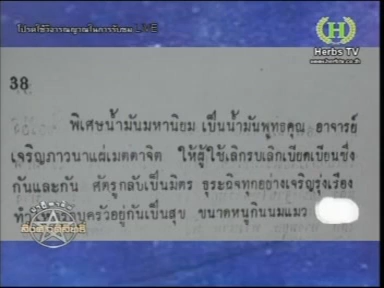 โปรดใช้วิจารณญาณในการรับชม LIVE
H
Herbs TV
www.herbtv.co.th
38
พิเศษน้ำมันมหานิยม เป็นน้ำมันพุทธคุณ อาจารย์
เจริญภาวนาแผ่เมตตาจิต ให้ผู้ใช้เลิกรบเลิกเบียดเบียนซึ่ง
กันและกัน ศัตรูกลับเป็นมิตร ธุระกิจทุกอย่างเจริญรุ่งเรือง
อยู่กันเป็นสุข ขนาดหนูกินนมแมว